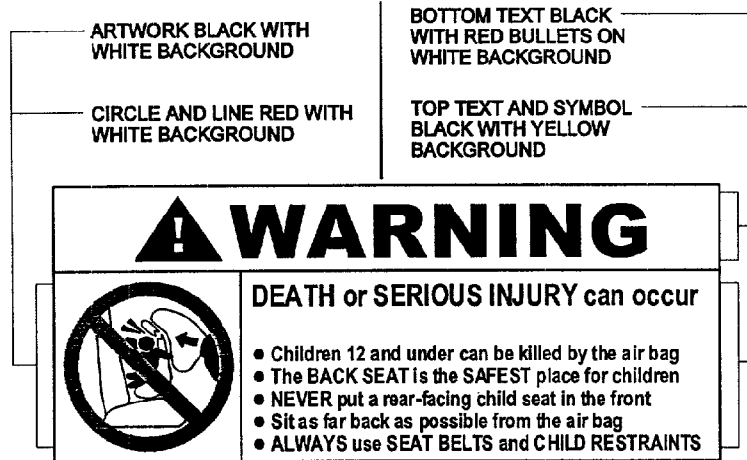 ARTWORK BLACK WITH
WHITE BACKGROUND
CIRCLE AND LINE RED WITH
WHITE BACKGROUND
BOTTOM TEXT BLACK
WITH RED BULLETS ON
WHITE BACKGROUND
TOP TEXT AND SYMBOL
BLACK WITH YELLOW
BACKGROUND
! WARNING
DEATH or SERIOUS INJURY can occur
• Children 12 and under can be killed by the air bag
• The BACK SEAT is the SAFEST place for children
• NEVER put a rear-facing child seat in the front
• Sit as far back as possible from the air bag
• ALWAYS use SEAT BELTS and CHILD RESTRAINTS